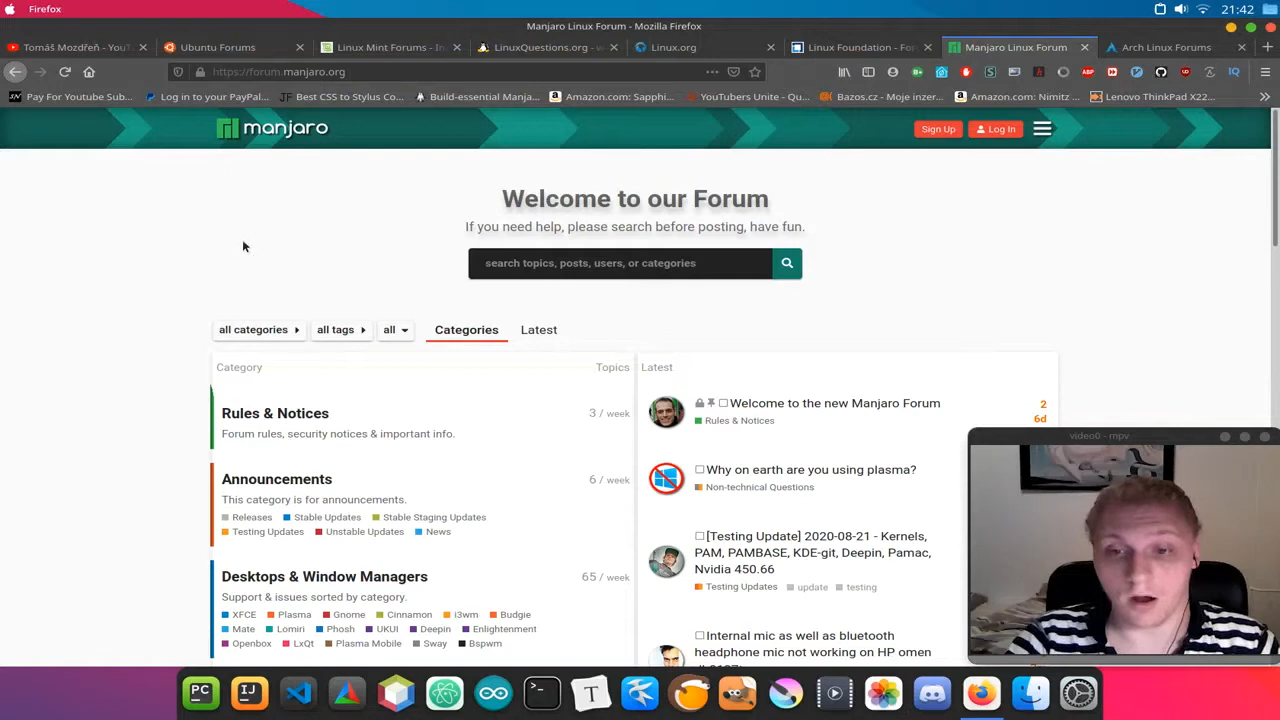 Firefox
21:42
Manjaro Linux Forum - Mozilla Firefox
Tomáš Mozdřeň - YouT
Ubuntu Forums
Linux Mint Forums - In
LinuxQuestions.org - w
Linux.org
Linux Foundation - Fo
Manjaro Linux Forum
Arch Linux Forums
https://forum.manjaro.org
Pay For Youtube Sub...
Log in to your PayPal...
Best CSS to Stylus Co...
Build-essential Manja...
Amazon.com: Sapphi...
YouTubers Unite - Qu...
Bazos.cz - Moje inzer...
Amazon.com: Nimitz ...
Lenovo ThinkPad X22...
manjaro
Sign Up
Log In
Welcome to our Forum
If you need help, please search before posting, have fun.
search topics, posts, users, or categories
all categories
all tags
all
Categories
Latest
Category
Topics
Rules & Notices
3 / week
Forum rules, security notices & important info.
Announcements
6 / week
This category is for announcements.
Releases
Stable Updates
Stable Staging Updates
Testing Updates
Unstable Updates
News
Desktops & Window Managers
65 / week
Support & issues sorted by category.
XFCE
Plasma
Gnome
Cinnamon
i3wm
Budgie
Mate
Lomiri
Phosh
UKUI
Deepin
Enlightenment
Openbox
LxQt
Plasma Mobile
Sway
Bspwm
Latest
Welcome to the new Manjaro Forum
2
6d
Rules & Notices
Why on earth are you using plasma?
Non-technical Questions
[Testing Update] 2020-08-21 - Kernels,
PAM, PAMBASE, KDE-git, Deepin, Pamac,
Nvidia 450.66
Testing Updates
update
testing
Internal mic as well as bluetooth
headphone mic not working on HP omen
video0 - mpv
PC
IJ
T